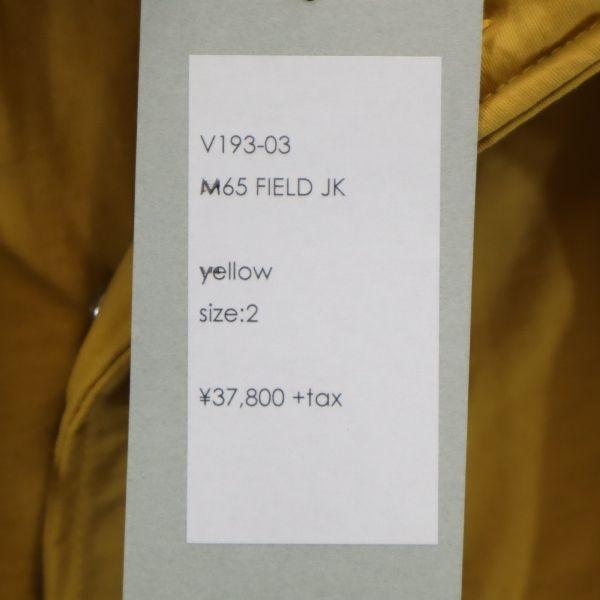 V193-03
M65 FIELD JK
yellow
size:2
¥37,800 +tax